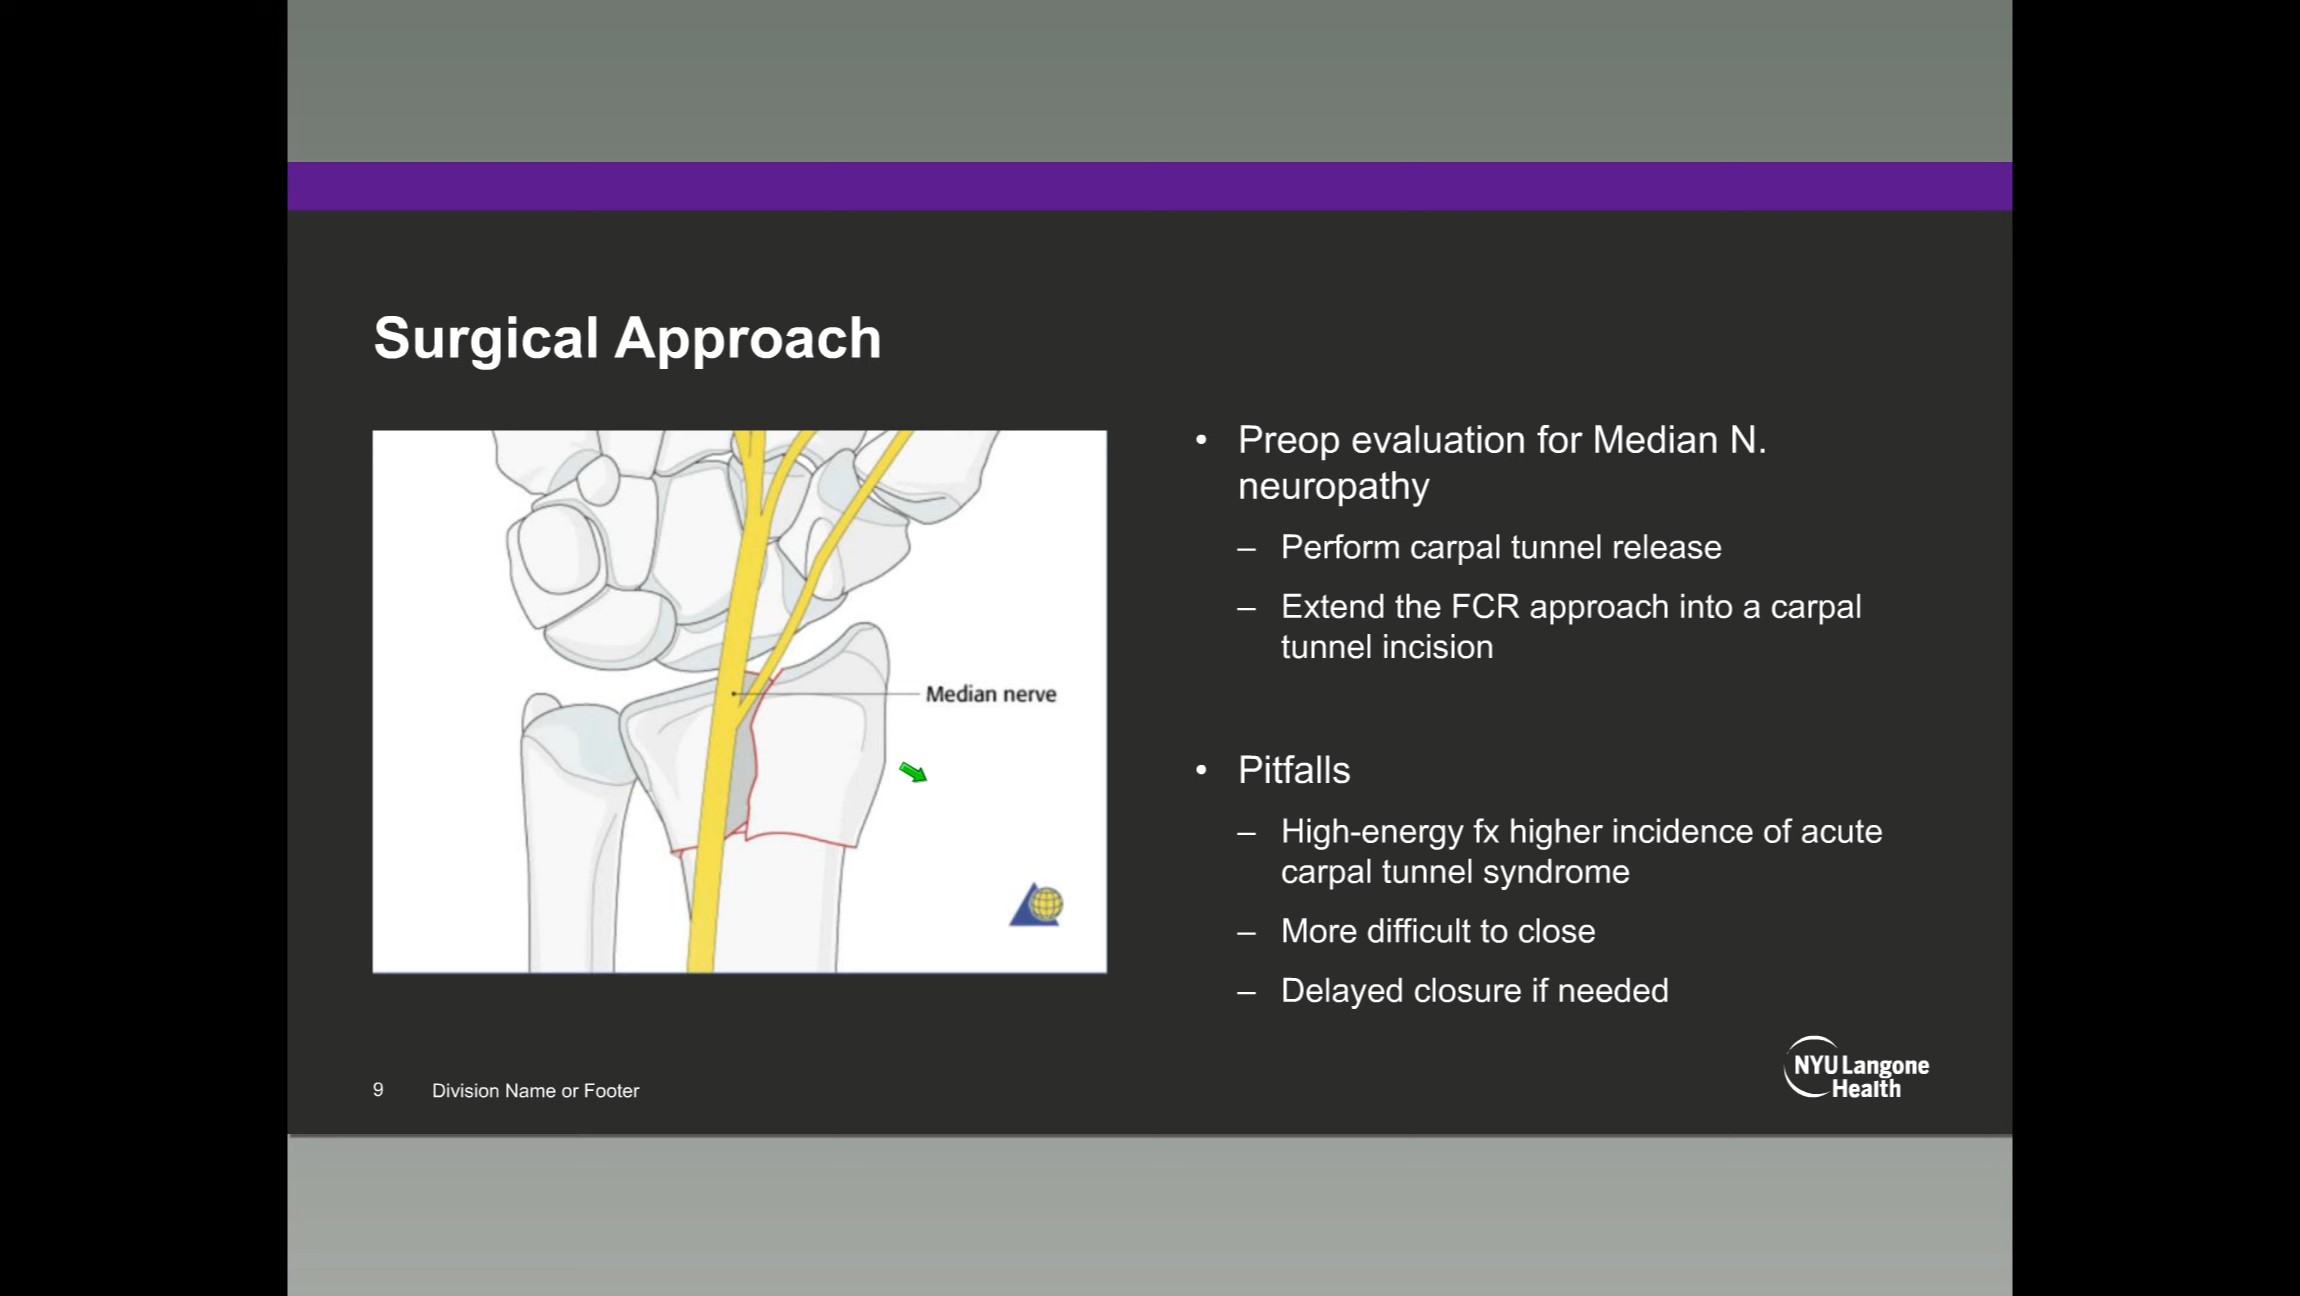 Surgical Approach
Median nerve
• Preop evaluation for Median N.
neuropathy
– Perform carpal tunnel release
– Extend the FCR approach into a carpal
tunnel incision
• Pitfalls
– High-energy fx higher incidence of acute
carpal tunnel syndrome
– More difficult to close
– Delayed closure if needed
9 Division Name or Footer
NYU Langone
Health